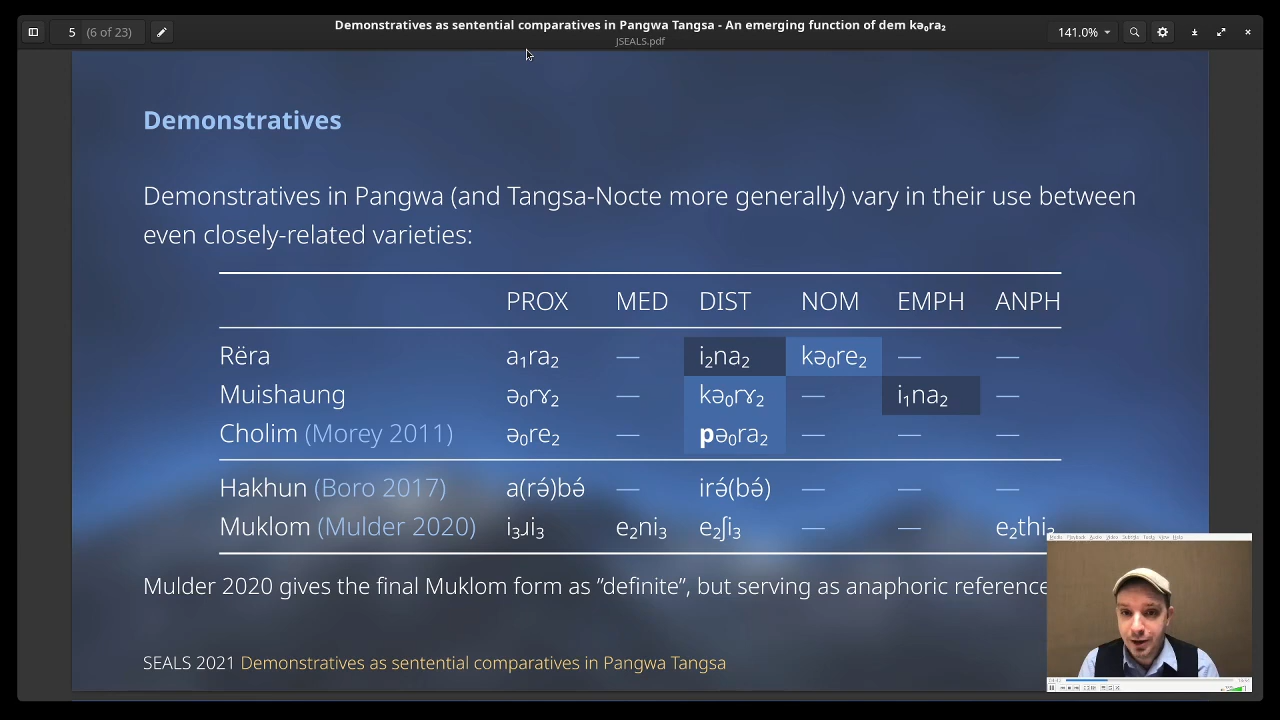 5 (6 of 23) Demonstratives as sentential comparatives in Pangwa Tangsa - An emerging function of dem kə₀ra₂ 141.0%
JSEALS.pdf
Demonstratives
Demonstratives in Pangwa (and Tangsa-Nocte more generally) vary in their use between
even closely-related varieties:
PROX MED DIST NOM EMPH ANPH
Rëra a₁ra₂ — i₂na₂ kə₀re₂ — —
Muishaung ə₀rɤ₂ — kə₀rɤ₂ — i₁na₂ —
Cholim (Morey 2011) ə₀re₂ — pə₀ra₂ — — —
Hakhun (Boro 2017) a(rə́)bə́ — irə́(bə́) — — —
Muklom (Mulder 2020) i₃ɹi₃ e₂ni₃ e₂ʃi₃ — — e₂thi₃
Mulder 2020 gives the final Muklom form as ”definite”, but serving as anaphoric reference
SEALS 2021 Demonstratives as sentential comparatives in Pangwa Tangsa